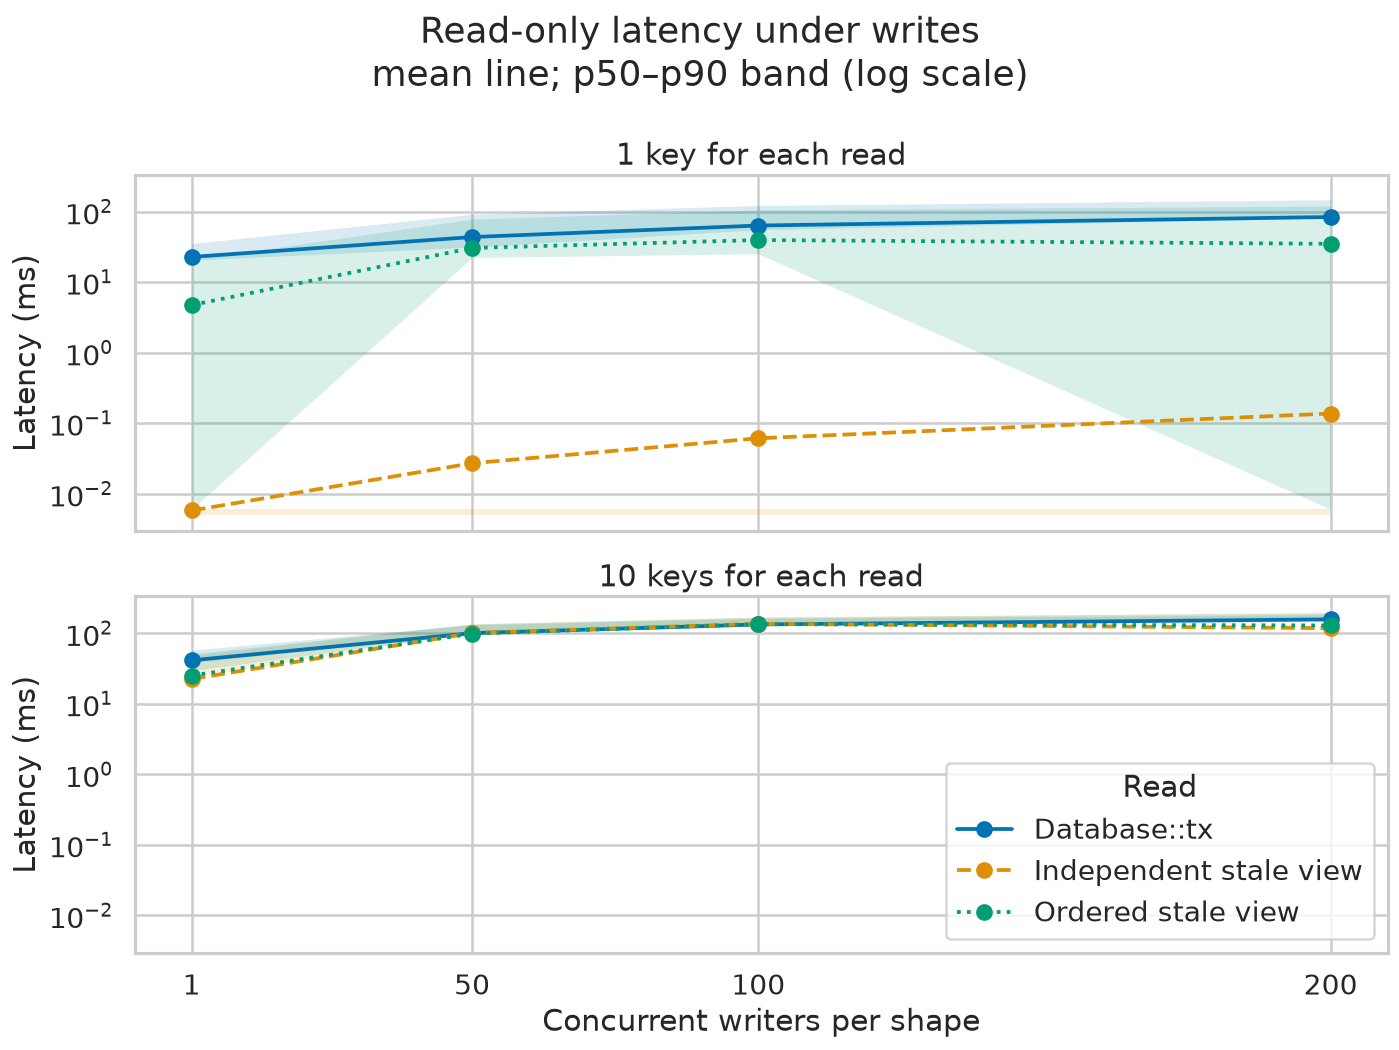 Read-only latency under writes
mean line; p50–p90 band (log scale)
1 key for each read
Latency (ms)
10²
10¹
10⁰
10⁻¹
10⁻²
10 keys for each read
Latency (ms)
10²
10¹
10⁰
10⁻¹
10⁻²
Read
Database::tx
Independent stale view
Ordered stale view
1 50 100 200
Concurrent writers per shape